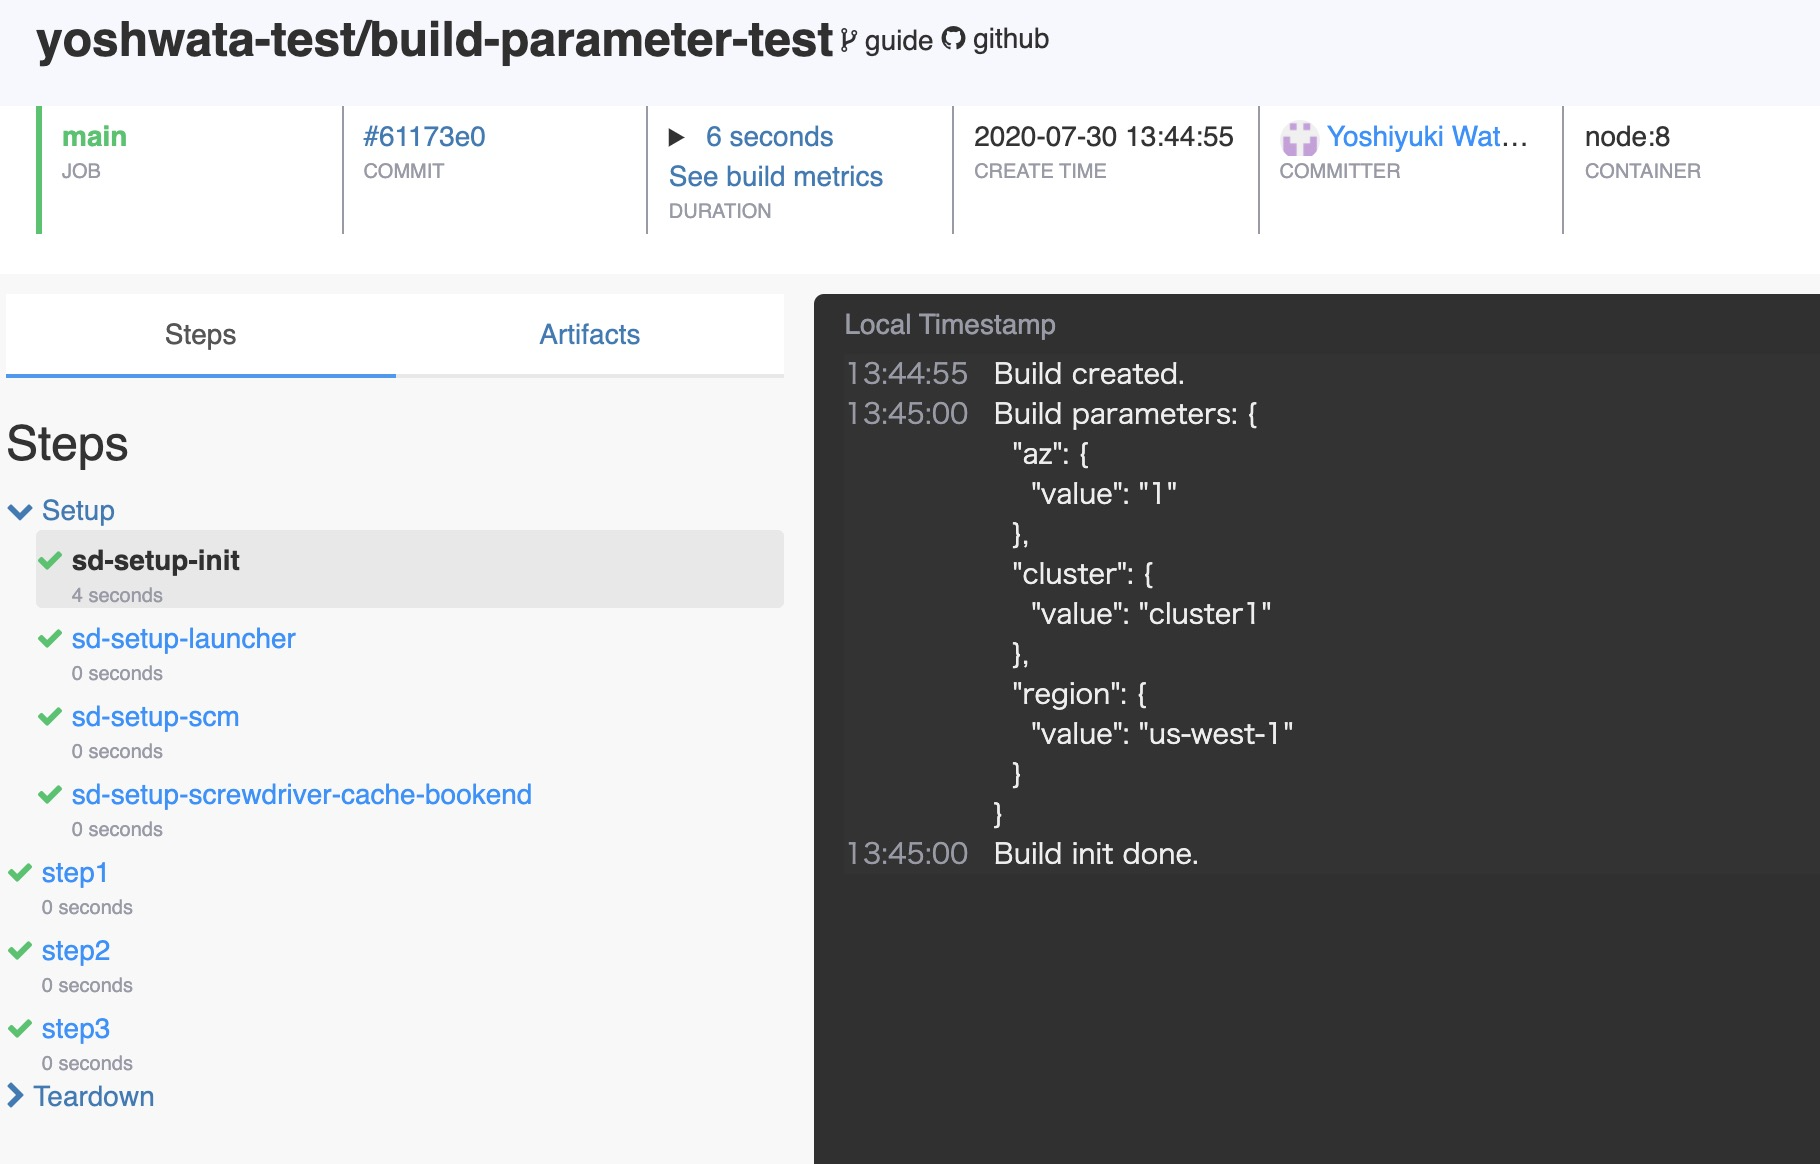 yoshwata-test/build-parameter-test guide github
main
JOB
#61173e0
COMMIT
6 seconds
See build metrics
DURATION
2020-07-30 13:44:55
CREATE TIME
Yoshiyuki Wat...
COMMITTER
node:8
CONTAINER
Steps
Artifacts
Steps
Setup
sd-setup-init
4 seconds
sd-setup-launcher
0 seconds
sd-setup-scm
0 seconds
sd-setup-screwdriver-cache-bookend
0 seconds
step1
0 seconds
step2
0 seconds
step3
0 seconds
Teardown
Local Timestamp
13:44:55 Build created.
13:45:00 Build parameters: {
"az": {
"value": "1"
},
"cluster": {
"value": "cluster1"
},
"region": {
"value": "us-west-1"
}
}
13:45:00 Build init done.